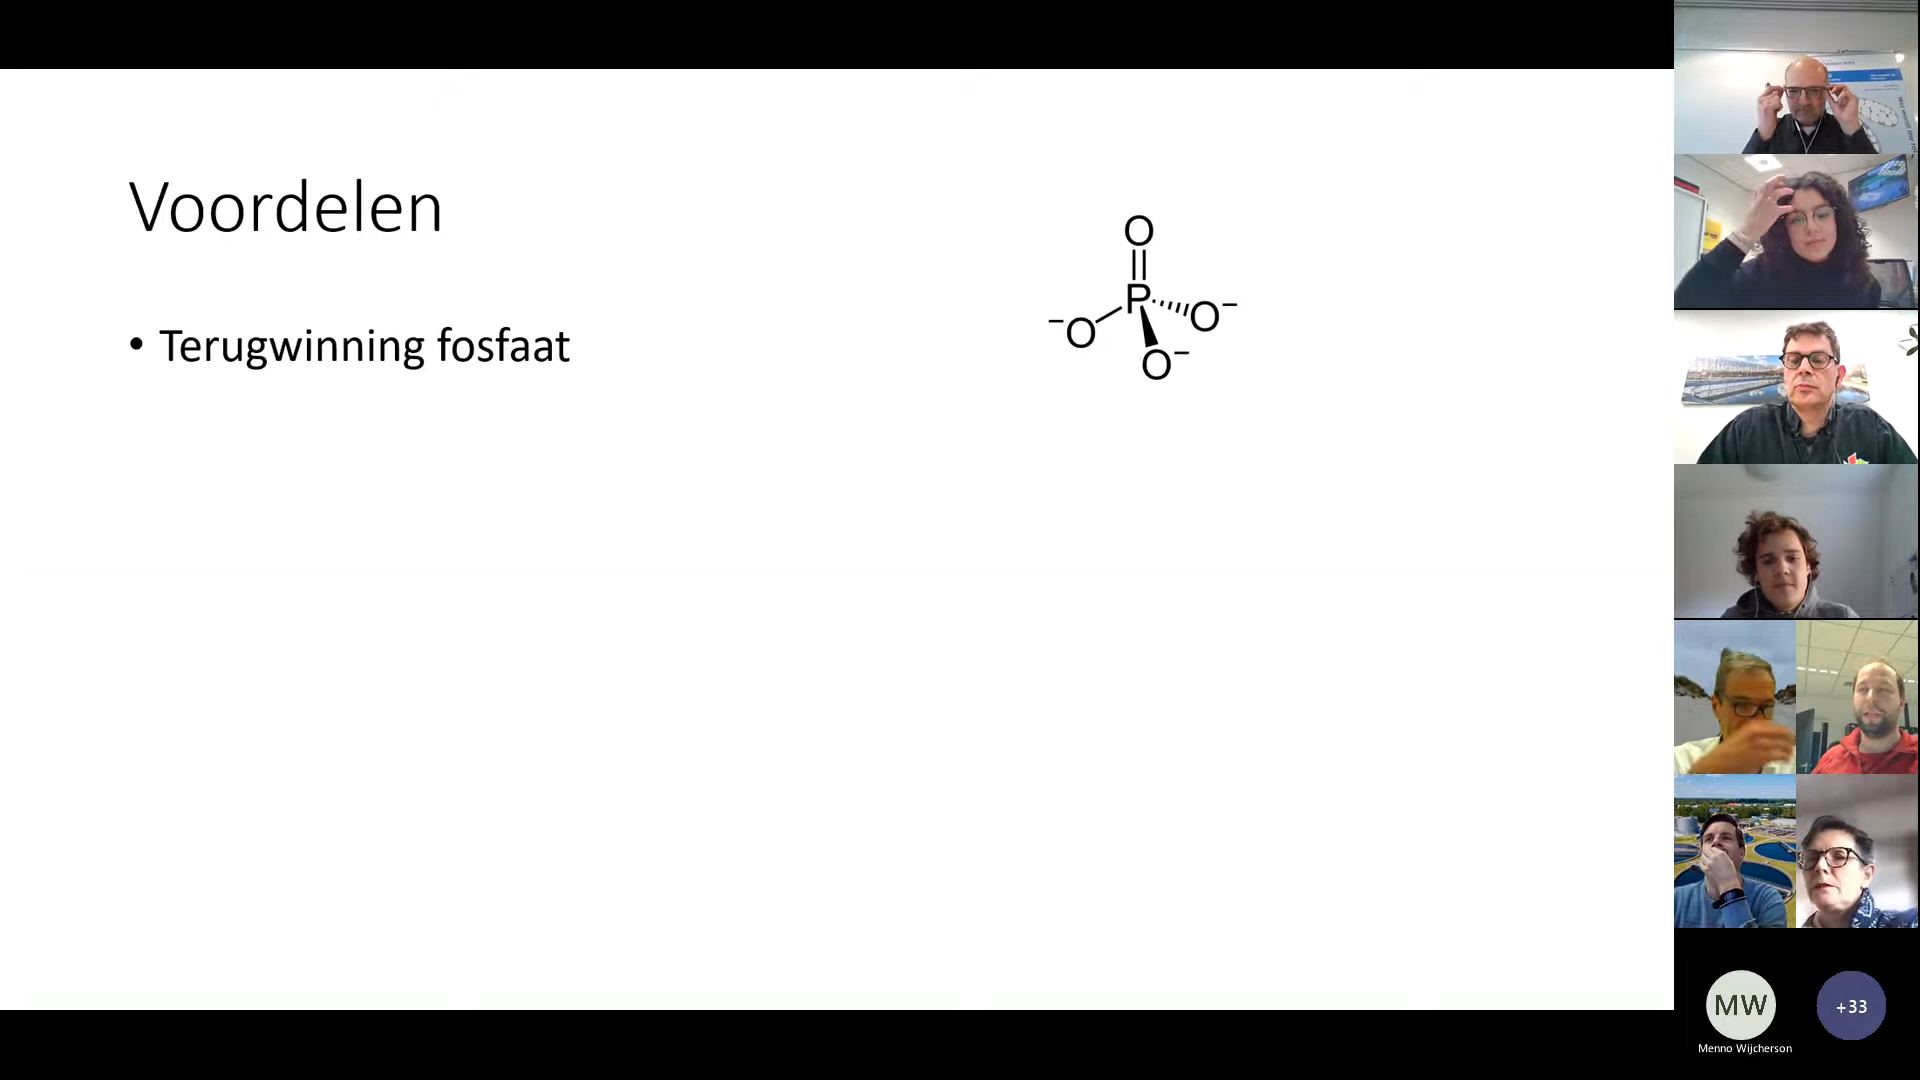 Voordelen
• Terugwinning fosfaat
O
P
O⁻
⁻O
O⁻
MW
+33
Menno Wijcherson